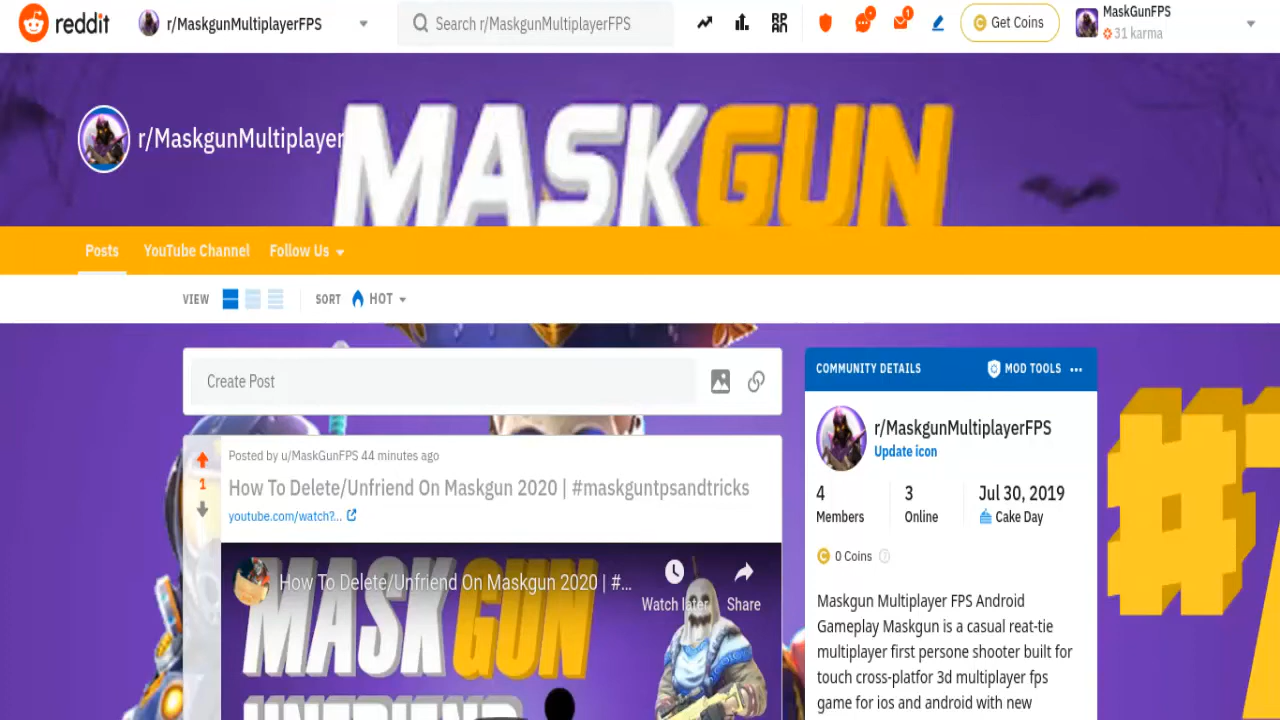 reddit r/MaskgunMultiplayerFPS Search r/MaskgunMultiplayerFPS 1 Get Coins MaskGunFPS
31 karma
MASKGUN
r/MaskgunMultiplayer
Posts YouTube Channel Follow Us
VIEW SORT HOT
Create Post
COMMUNITY DETAILS MOD TOOLS
r/MaskgunMultiplayerFPS
Update icon
Posted by u/MaskGunFPS 44 minutes ago
1
How To Delete/Unfriend On Maskgun 2020 | #maskguntpsandtricks
youtube.com/watch?...
4 3 Jul 30, 2019
Members Online Cake Day
0 Coins
How To Delete/Unfriend On Maskgun 2020 | #...
Watch later Share
MASK GUN
UNFRIEND
Maskgun Multiplayer FPS Android
Gameplay Maskgun is a casual reat-tie
multiplayer first persone shooter built for
touch cross-platfor 3d multiplayer fps
game for ios and android with new
#